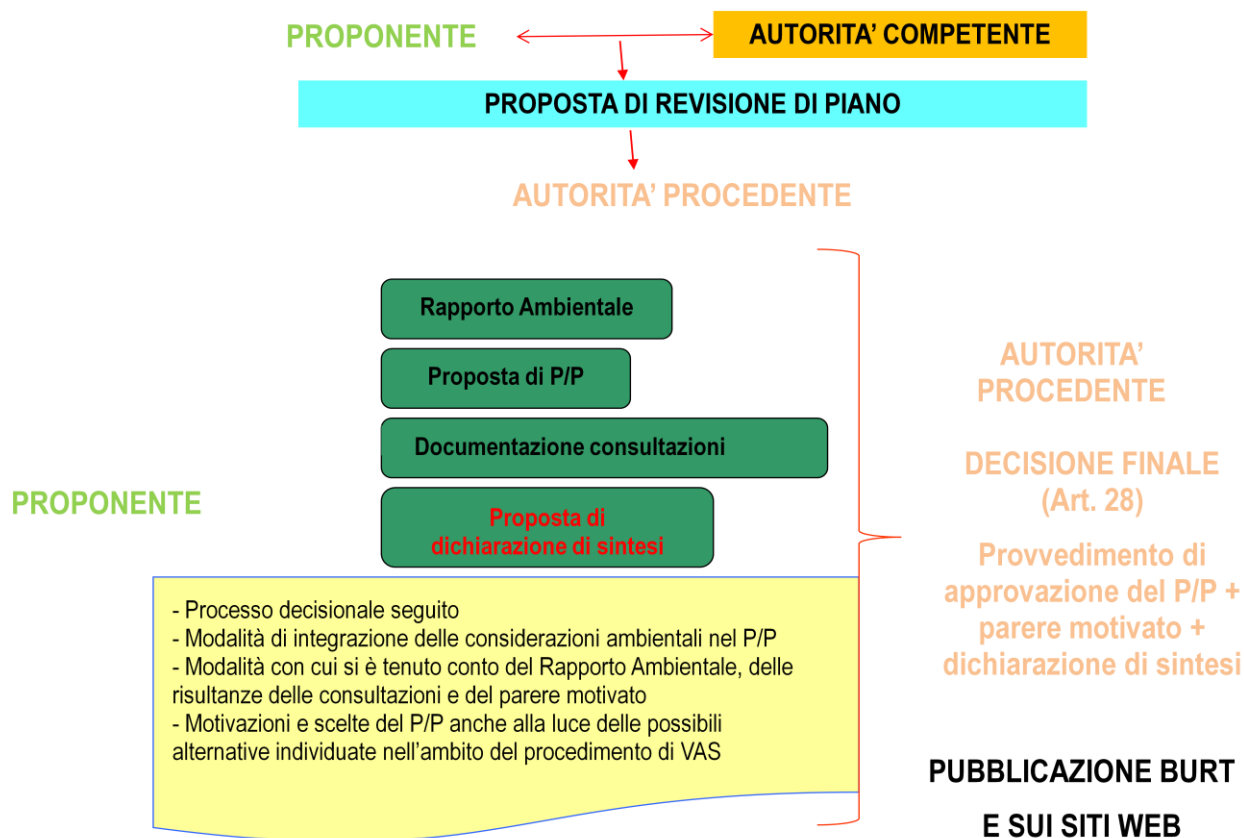 PROPONENTE
AUTORITA’ COMPETENTE
PROPOSTA DI REVISIONE DI PIANO
AUTORITA’ PROCEDENTE
Rapporto Ambientale
Proposta di P/P
Documentazione consultazioni
PROPONENTE
Proposta di
dichiarazione di sintesi
- Processo decisionale seguito
- Modalità di integrazione delle considerazioni ambientali nel P/P
- Modalità con cui si è tenuto conto del Rapporto Ambientale, delle
risultanze delle consultazioni e del parere motivato
- Motivazioni e scelte del P/P anche alla luce delle possibili
alternative individuate nell’ambito del procedimento di VAS
AUTORITA’
PROCEDENTE
DECISIONE FINALE
(Art. 28)
Provvedimento di
approvazione del P/P +
parere motivato +
dichiarazione di sintesi
PUBBLICAZIONE BURT
E SUI SITI WEB